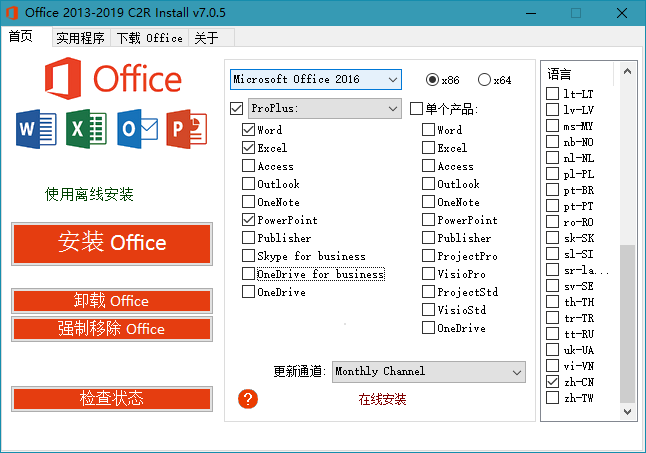 Office 2013-2019 C2R Install v7.0.5
首页 实用程序 下载 Office 关于
Office
W X O P
使用离线安装
安装 Office
卸载 Office
强制移除 Office
检查状态
Microsoft Office 2016
x86 x64
ProPlus:
Word
Excel
Access
Outlook
OneNote
PowerPoint
Publisher
Skype for business
OneDrive for business
OneDrive
单个产品:
Word
Excel
Access
Outlook
OneNote
PowerPoint
Publisher
ProjectPro
VisioPro
ProjectStd
VisioStd
OneDrive
更新通道: Monthly Channel
?
在线安装
语言
lt-LT
lv-LV
ms-MY
nb-NO
nl-NL
pl-PL
pt-BR
pt-PT
ro-RO
sk-SK
sl-SI
sr-la...
sv-SE
th-TH
tr-TR
tt-RU
uk-UA
vi-VN
zh-CN
zh-TW